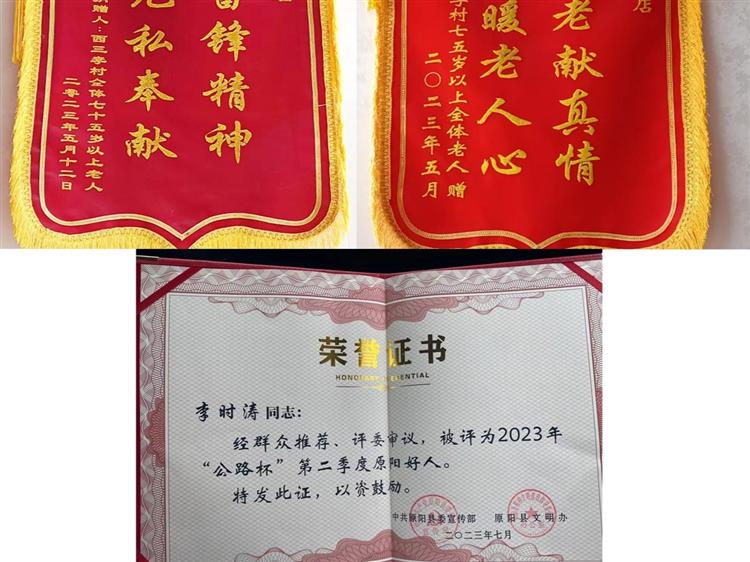 雷锋精神
无私奉献
赠人：西三李村全体七十五岁以上老人
二零二三年五月十二日
店
老献真情
暖老人心
李村七五岁以上全体老人赠
二〇二三年五月
荣誉证书
李时涛同志：
经群众推荐、评委审议，被评为2023年
“公路杯”第二季度原阳好人。
特发此证，以资鼓励。
中共原阳县委宣传部 原阳县文明办
二〇二三年七月